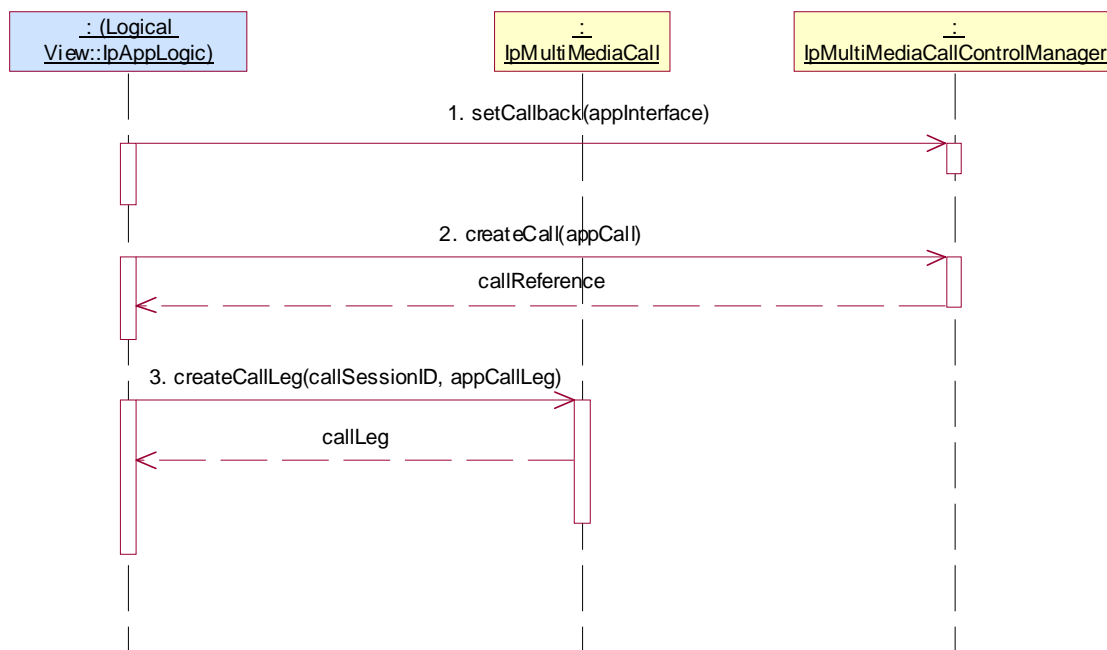 : (Logical
View::IpAppLogic)
:
IpMultiMediaCall
:
IpMultiMediaCallControlManager
1. setCallback(appInterface)
2. createCall(appCall)
callReference
3. createCallLeg(callSessionID, appCallLeg)
callLeg